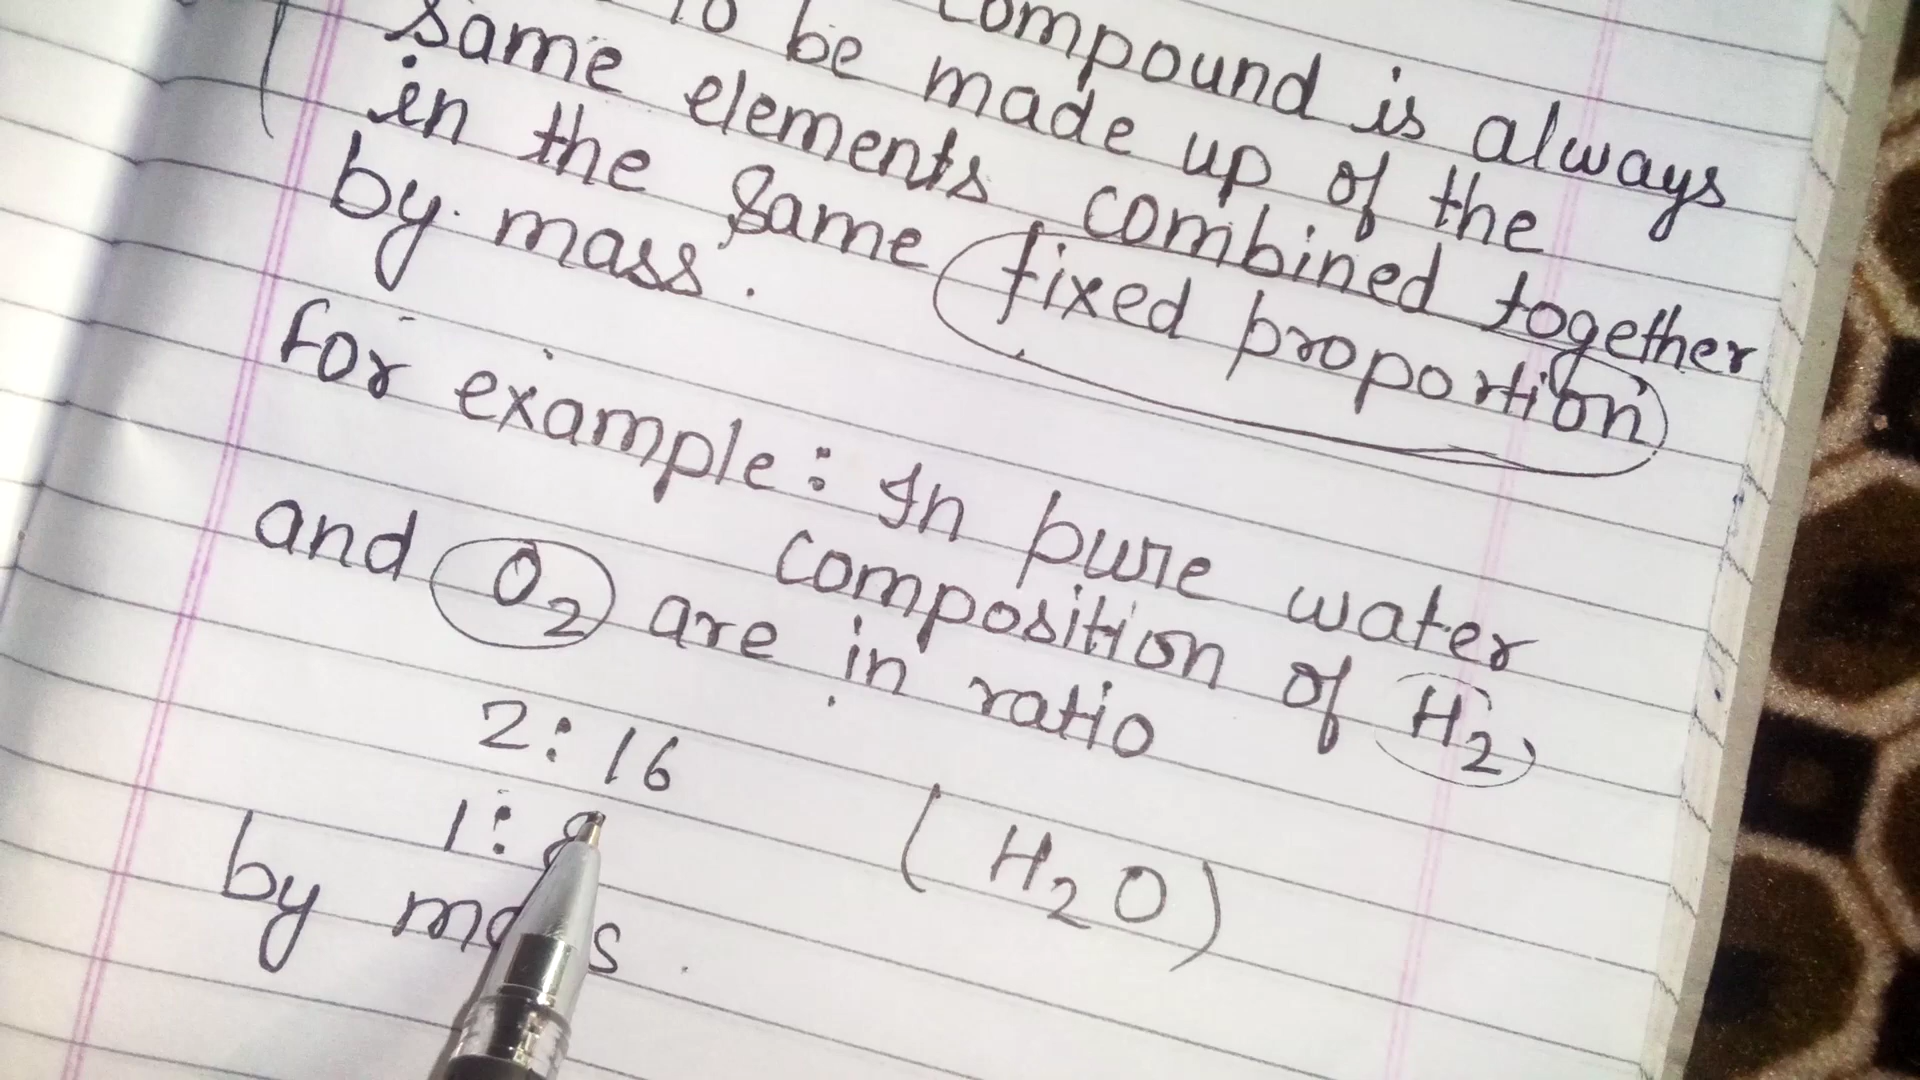 compound is always
to be made up of the
same elements combined together
in the same fixed proportion
by mass.
For example: In pure water
composition of H₂
and O₂ are in ratio
2:16
1:8
(H₂O)
by mass.